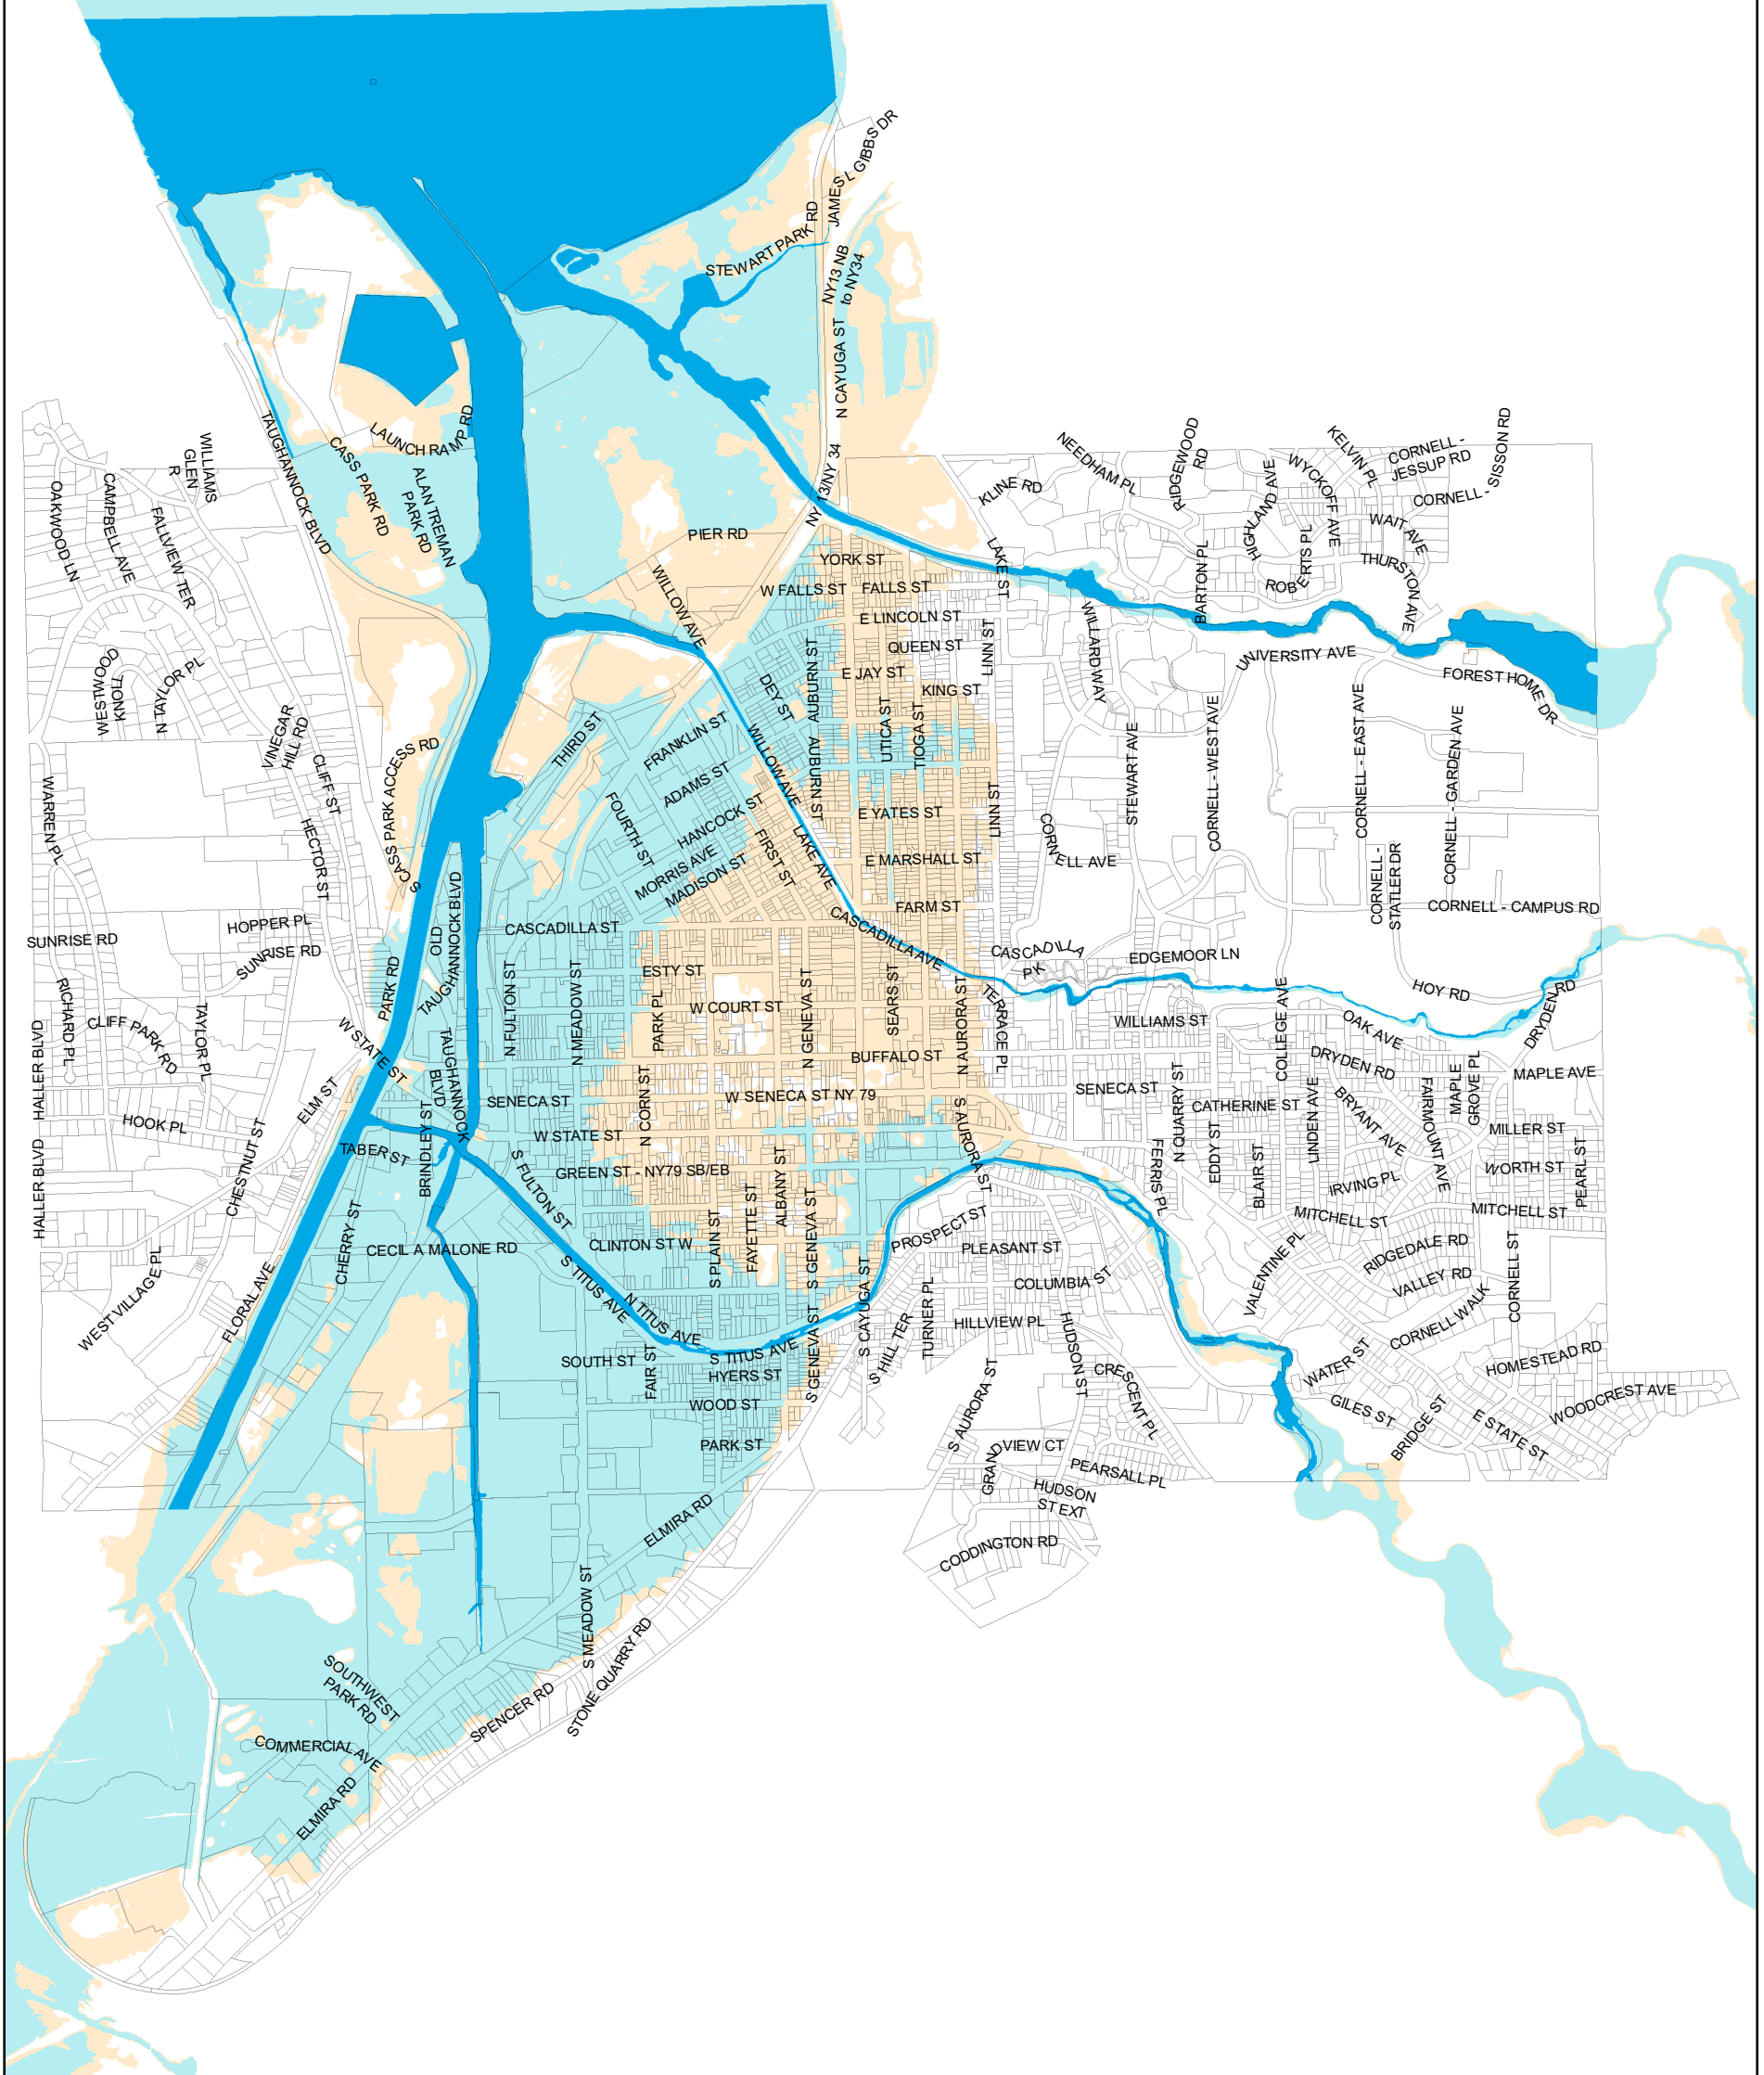 JAMES L GIBBS DR
STEWART PARK RD
NY13 NB
to NY34
N CAYUGA ST
NY 13/NY 34
LAUNCH RAMP RD
CASS PARK RD
ALAN TREMAN
PARK RD
TAUGHANNOCK BLVD
WILLIAMS
GLEN
R
OAKWOOD LN
CAMPBELL AVE
FALLVIEW TER
PIER RD
WILLOW AVE
NEEDHAM PL
KLINE RD
RIDGEWOOD
RD
HIGHLAND AVE
WYCKOFF AVE
KELVIN PL
CORNELL -
JESSUP RD
CORNELL - SISSON RD
WAIT AVE
THURSTON AVE
ROBERTS PL
BARTON PL
LAKE ST
YORK ST
W FALLS ST
FALLS ST
E LINCOLN ST
QUEEN ST
E JAY ST
KING ST
LINN ST
WILLARD WAY
UNIVERSITY AVE
FOREST HOME DR
WESTWOOD
KNOLL
N TAYLOR PL
VINEGAR
HILL RD
CLIFF ST
HECTOR ST
S CASS PARK ACCESS RD
THIRD ST
FRANKLIN ST
DEY ST
AUBURN ST
AUBURN ST
UTICA ST
TIOGA ST
WILLOW AVE
ADAMS ST
HANCOCK ST
FOURTH ST
MORRIS AVE
MADISON ST
FIRST ST
LAKE AVE
E YATES ST
E MARSHALL ST
FARM ST
LINN ST
CORNELL AVE
STEWART AVE
CORNELL - WEST AVE
CORNELL - EAST AVE
CORNELL - GARDEN AVE
CORNELL -
STATLER DR
CORNELL - CAMPUS RD
WARREN PL
HOPPER PL
SUNRISE RD
SUNRISE RD
RICHARD PL
CLIFF PARK RD
TAYLOR PL
HALLER BLVD
HALLER BLVD
HOOK PL
PARK RD
OLD
TAUGHANNOCK BLVD
TAUGHANNOCK
BLVD
CASCADILLA ST
CASCADILLA AVE
CASCADILLA
PK
EDGEMOOR LN
HOY RD
DRYDEN RD
ESTY ST
W COURT ST
PARK PL
N FULTON ST
N MEADOW ST
N GENEVA ST
SEARS ST
N AURORA ST
TERRACE PL
WILLIAMS ST
COLLEGE AVE
OAK AVE
DRYDEN RD
BUFFALO ST
W STATE ST
ELM ST
CHESTNUT ST
TABER ST
BRINDLEY ST
SENECA ST
W SENECA ST NY 79
SENECA ST
N QUARRY ST
CATHERINE ST
LINDEN AVE
BRYANT AVE
FAIRMOUNT AVE
MAPLE
GROVE PL
MAPLE AVE
MILLER ST
WORTH ST
PEARL ST
N CORN ST
W STATE ST
GREEN ST - NY79 SB/EB
S FULTON ST
ALBANY ST
FAYETTE ST
S PLAIN ST
S GENEVA ST
S AURORA ST
FERRIS PL
EDDY ST
BLAIR ST
IRVING PL
MITCHELL ST
MITCHELL ST
PROSPECT ST
PLEASANT ST
COLUMBIA ST
HILLVIEW PL
TURNER PL
S HILL TER
S CAYUGA ST
HUDSON ST
CRESCENT PL
VALENTINE PL
RIDGEDALE RD
VALLEY RD
CORNELL WALK
CORNELL ST
WATER ST
GILES ST
BRIDGE ST
E STATE ST
HOMESTEAD RD
WOODCREST AVE
WEST VILLAGE PL
FLORAL AVE
CHERRY ST
CECIL A MALONE RD
CLINTON ST W
S TITUS AVE
N TITUS AVE
S TITUS AVE
SOUTH ST
FAIR ST
HYERS ST
WOOD ST
PARK ST
S GENEVA ST
S AURORA ST
GRANDVIEW CT
PEARSALL PL
HUDSON
ST EXT
CODDINGTON RD
ELMIRA RD
S MEADOW ST
STONE QUARRY RD
SPENCER RD
SOUTHWEST
PARK RD
COMMERCIAL AVE
ELMIRA RD